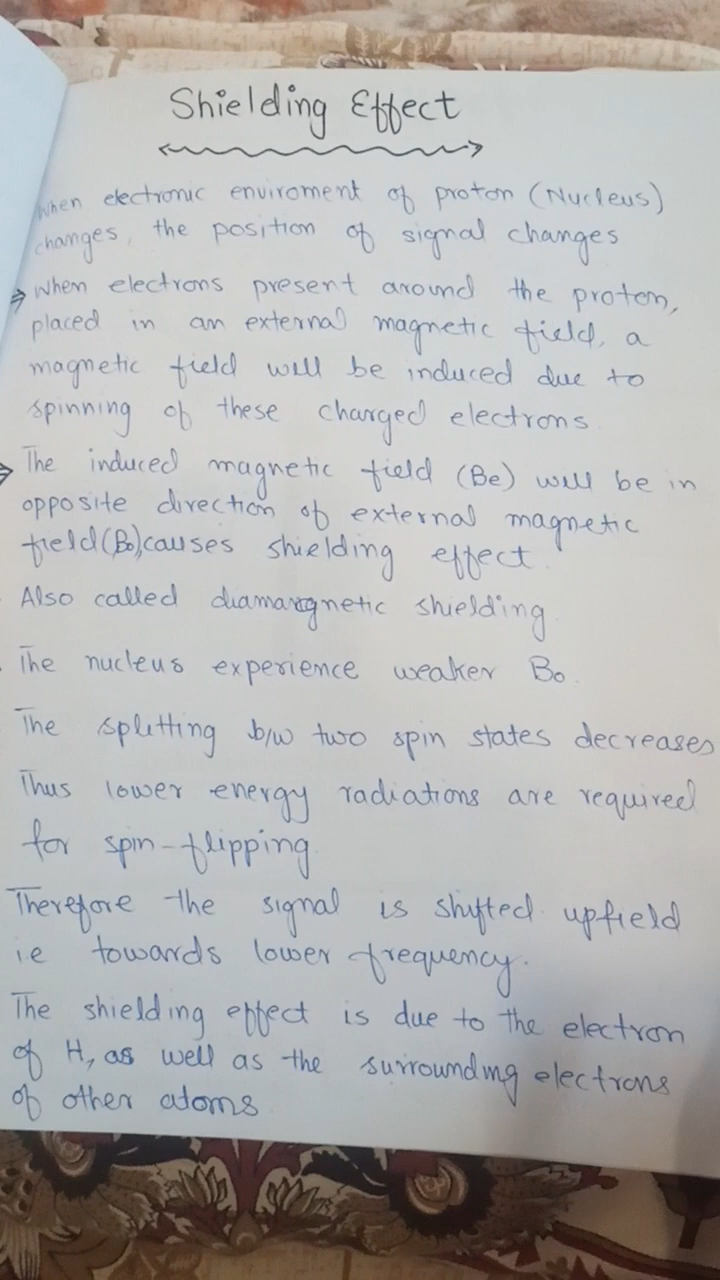 Shielding Effect
When electronic enviroment of proton (Nucleus)
changes, the position of signal changes
⇒ When electrons present around the proton,
placed in an external magnetic field, a
magnetic field will be induced due to
spinning of these charged electrons.
⇒ The induced magnetic field (Be) will be in
opposite direction of external magnetic
field (B₀) causes shielding effect.
Also called diamagnetic shielding
The nucleus experience weaker B₀.
The splitting b/w two spin states decreases
Thus lower energy radiations are required
for spin-flipping
Therefore the signal is shifted upfield
i.e towards lower frequency.
The shielding effect is due to the electron
of H, as well as the surrounding electrons
of other atoms